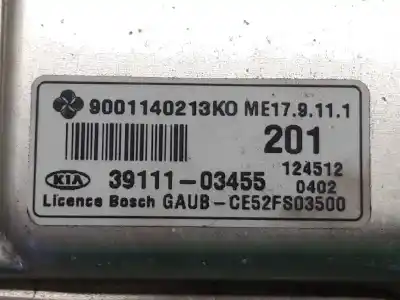 9001140213KO ME17.9.11.1
201
124512
KIA 39111-03455 0402
Licence Bosch GAUB-CE52FS03500